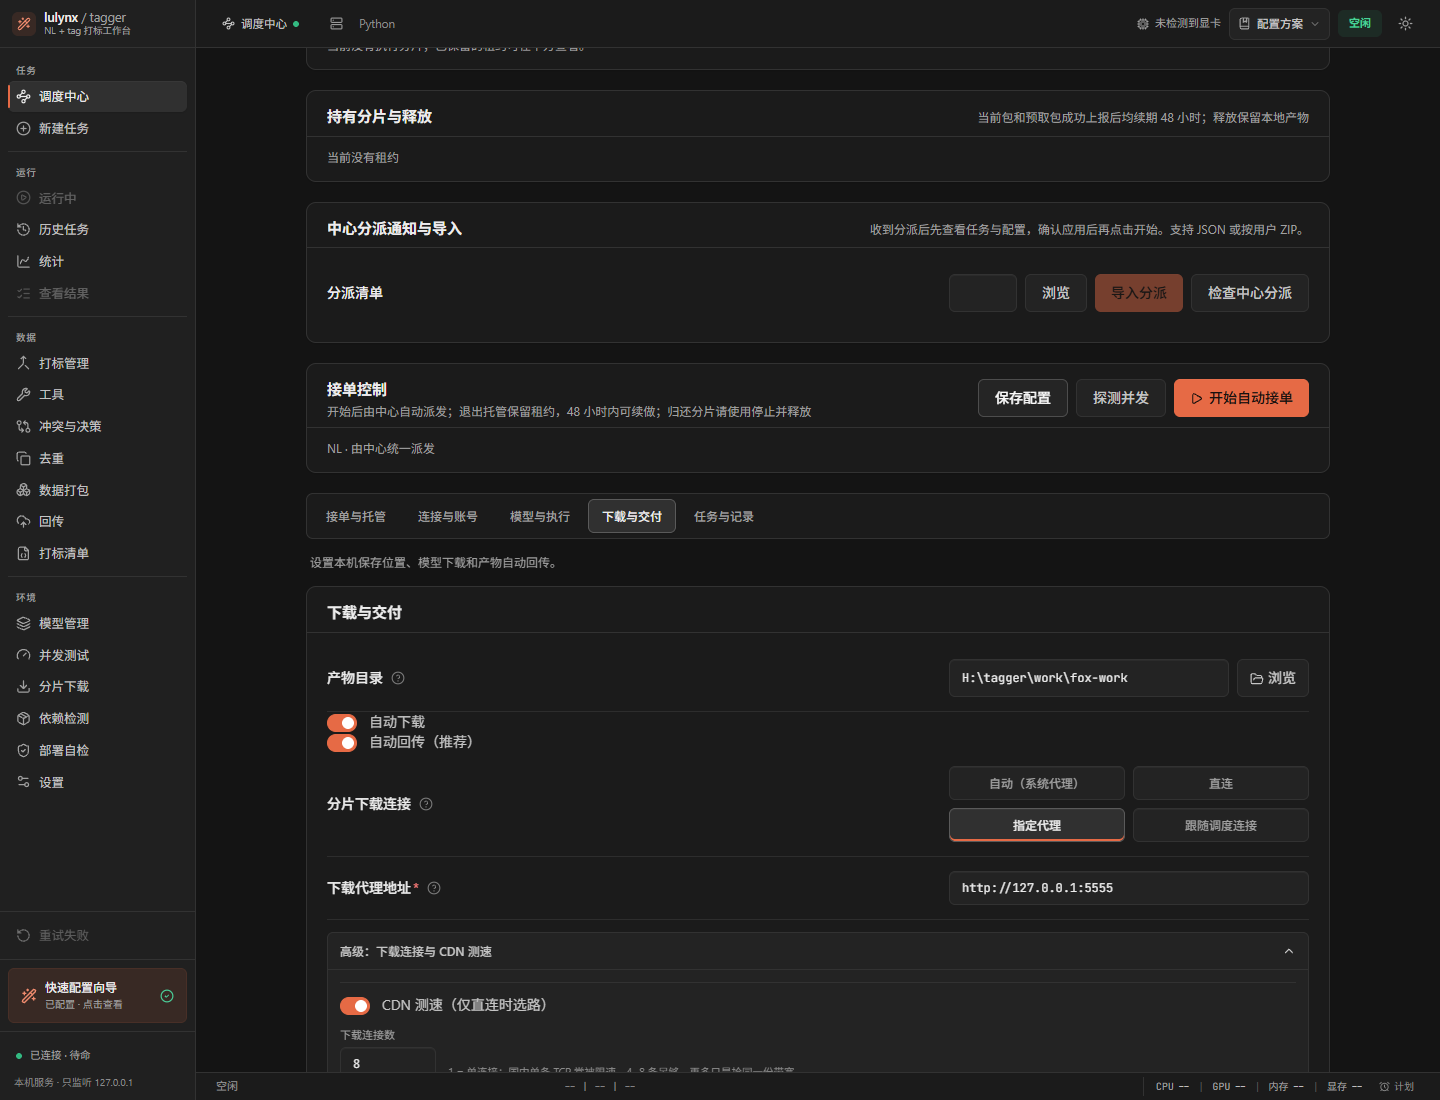 lulynx / tagger
NL + tag 打标工作台
调度中心
Python
未检测到显卡
配置方案
空闲
任务
调度中心
新建任务
运行
运行中
历史任务
统计
查看结果
数据
打标管理
工具
冲突与决策
去重
数据打包
回传
打标清单
环境
模型管理
并发测试
分片下载
依赖检测
部署自检
设置
重试失败
快速配置向导
已配置 · 点击查看
已连接 · 待命
本机服务 · 只监听 127.0.0.1
持有分片与释放
当前包和预取包成功上报后均续期 48 小时；释放保留本地产物
当前没有租约
中心分派通知与导入
收到分派后先查看任务与配置，确认应用后再点击开始。支持 JSON 或按用户 ZIP。
分派清单
浏览
导入分派
检查中心分派
接单控制
开始后由中心自动派发；退出托管保留租约，48 小时内可续做；归还分片请使用停止并释放
保存配置
探测并发
开始自动接单
NL · 由中心统一派发
接单与托管
连接与账号
模型与执行
下载与交付
任务与记录
设置本机保存位置、模型下载和产物自动回传。
下载与交付
产物目录
H:\tagger\work\fox-work
浏览
自动下载
自动回传（推荐）
分片下载连接
自动（系统代理）
直连
指定代理
跟随调度连接
下载代理地址*
http://127.0.0.1:5555
高级：下载连接与 CDN 测速
CDN 测速（仅直连时选路）
下载连接数
8
空闲
-- | -- | --
CPU --
GPU --
内存 --
显存 --
计划